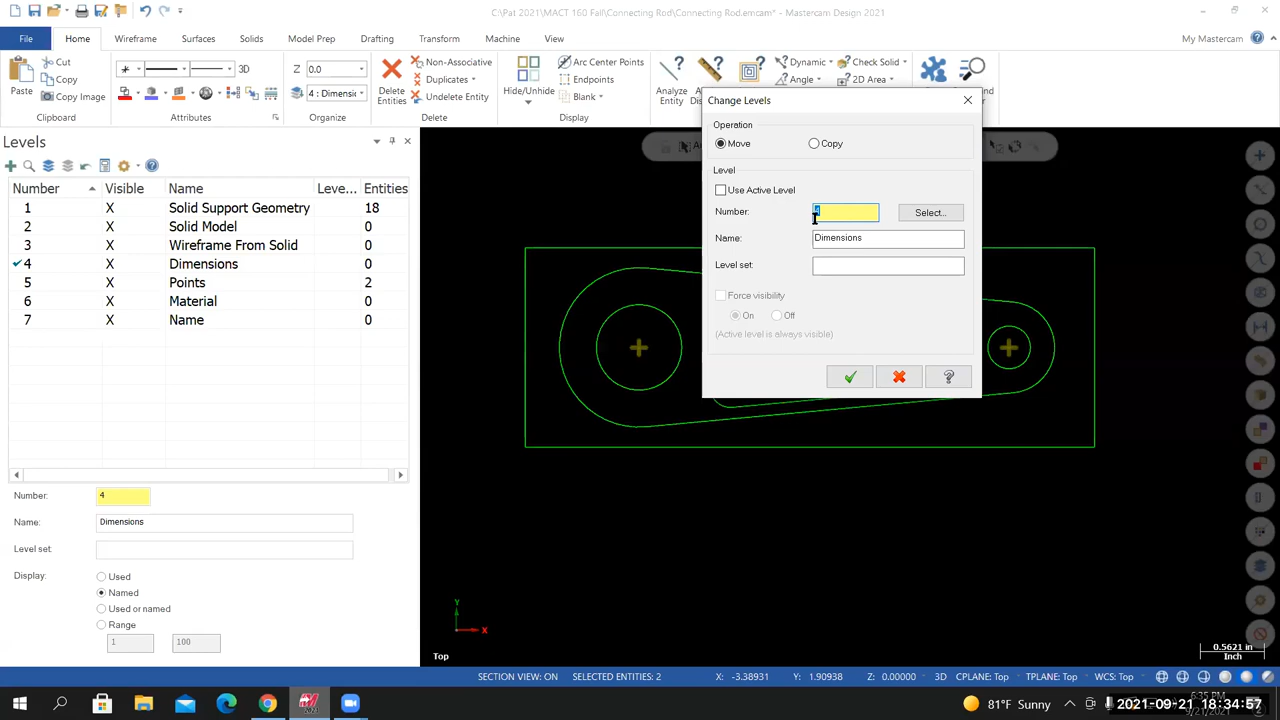 C:\Pat 2021\MACT 160 Fall\Connecting Rod\Connecting Rod.emcam* - Mastercam Design 2021
File
Home
Wireframe
Surfaces
Solids
Model Prep
Drafting
Transform
Machine
View
My Mastercam
Paste
Cut
Copy
Copy Image
Clipboard
3D
Attributes
Z
0.0
4 : Dimensi
Organize
Delete
Entities
Non-Associative
Duplicates
Undelete Entity
Delete
Hide/Unhide
Arc Center Points
Endpoints
Blank
Display
Analyze
Entity
Dynamic
Angle
Check Solid
2D Area
Levels
Number
Visible
Name
Leve...
Entities
1 X Solid Support Geometry 18
2 X Solid Model 0
3 X Wireframe From Solid 0
4 X Dimensions 0
5 X Points 2
6 X Material 0
7 X Name 0
Number:
4
Name:
Dimensions
Level set:
Display:
Used
Named
Used or named
Range
1
100
Change Levels
Operation
Move
Copy
Level
Use Active Level
Number:
4
Select...
Name:
Dimensions
Level set:
Force visibility
On
Off
(Active level is always visible)
Y
X
Top
0.5621 in
Inch
SECTION VIEW: ON
SELECTED ENTITIES: 2
X: -3.38931
Y: 1.90938
Z: 0.00000
3D
CPLANE: Top
TPLANE: Top
WCS: Top
81°F Sunny
6:35 PM
9/21/2021
2021-09-21 18:34:57